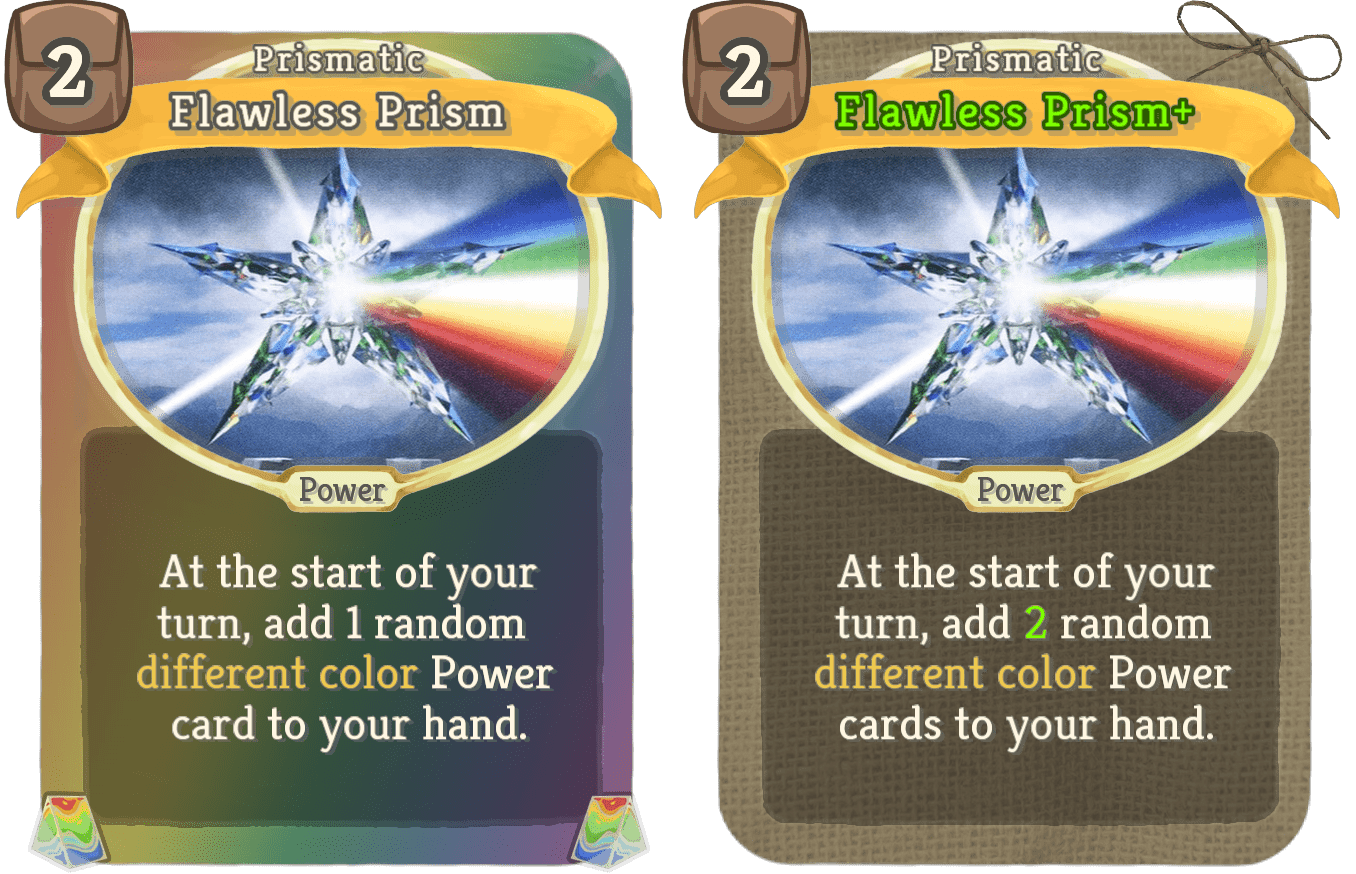 2
Prismatic
Flawless Prism
Power
At the start of your
turn, add 1 random
different color Power
card to your hand.
2
Prismatic
Flawless Prism+
Power
At the start of your
turn, add 2 random
different color Power
cards to your hand.